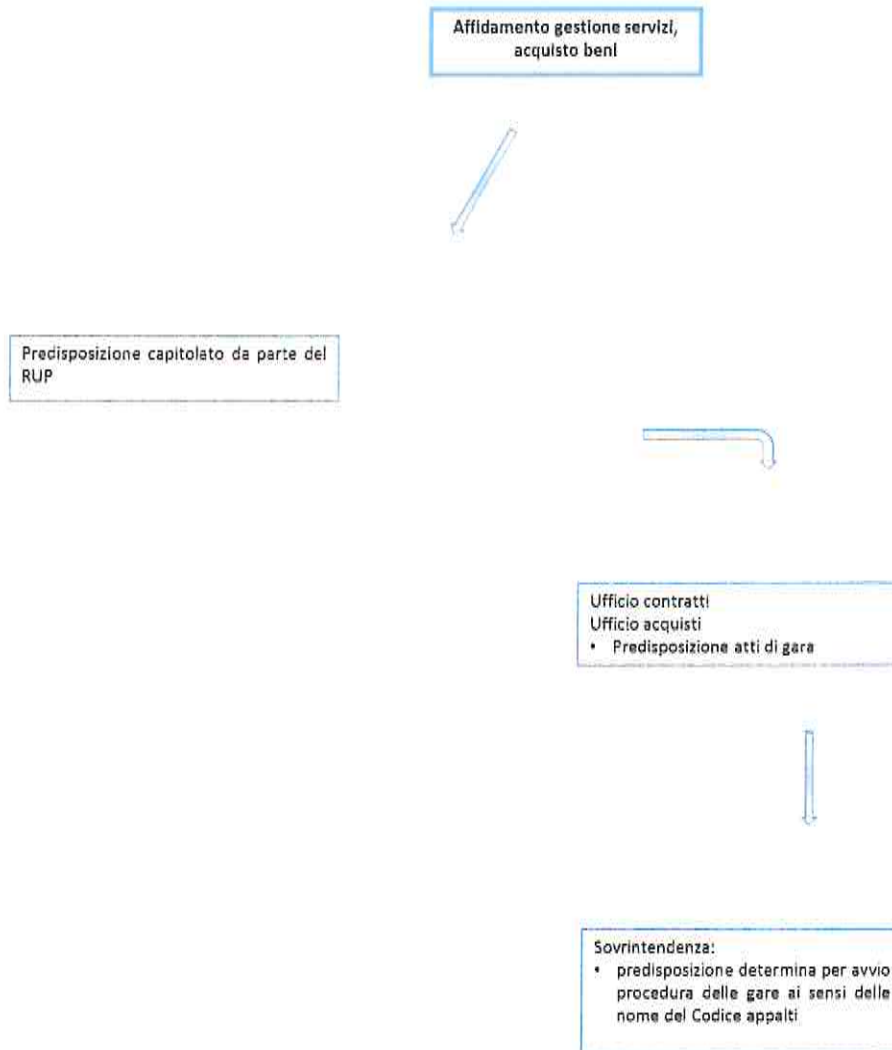 Affidamento gestione servizi,
acquisto beni
Predisposizione capitolato da parte del
RUP
Ufficio contratti
Ufficio acquisti
• Predisposizione atti di gara
Sovrintendenza:
• predisposizione determina per avvio
procedura delle gare ai sensi delle
nome del Codice appalti